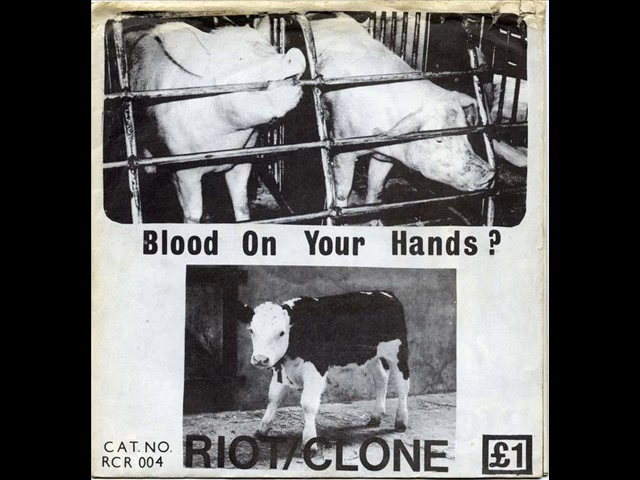 Blood On Your Hands?
CAT. NO.
RCR 004
RIOT/CLONE
£1